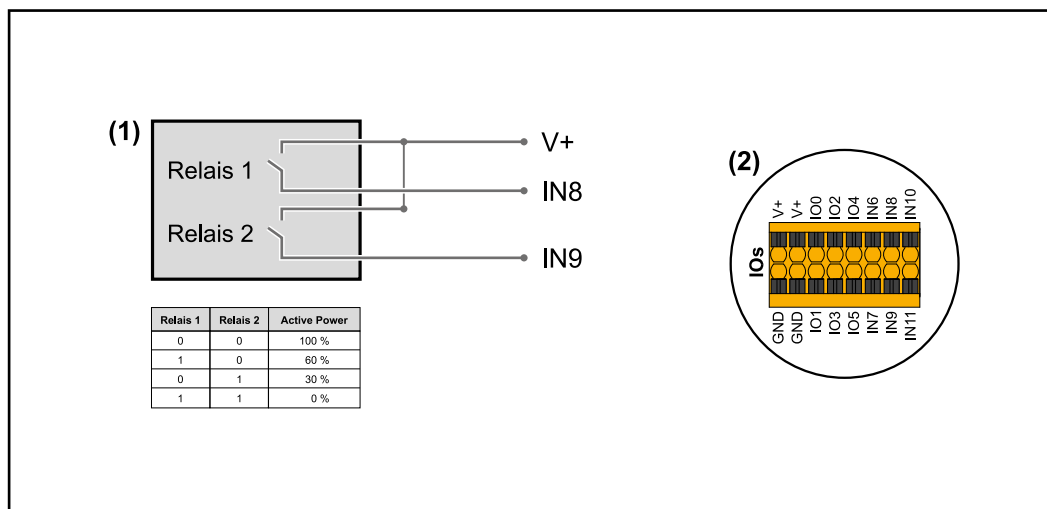 (1)
Relais 1
Relais 2
V+
IN8
IN9
Relais 1 Relais 2 Active Power
0 0 100 %
1 0 60 %
0 1 30 %
1 1 0 %
(2)
V+ V+ IO0 IO2 IO4 IN6 IN8 IN10
IOs
GND GND IO1 IO3 IO5 IN7 IN9 IN11